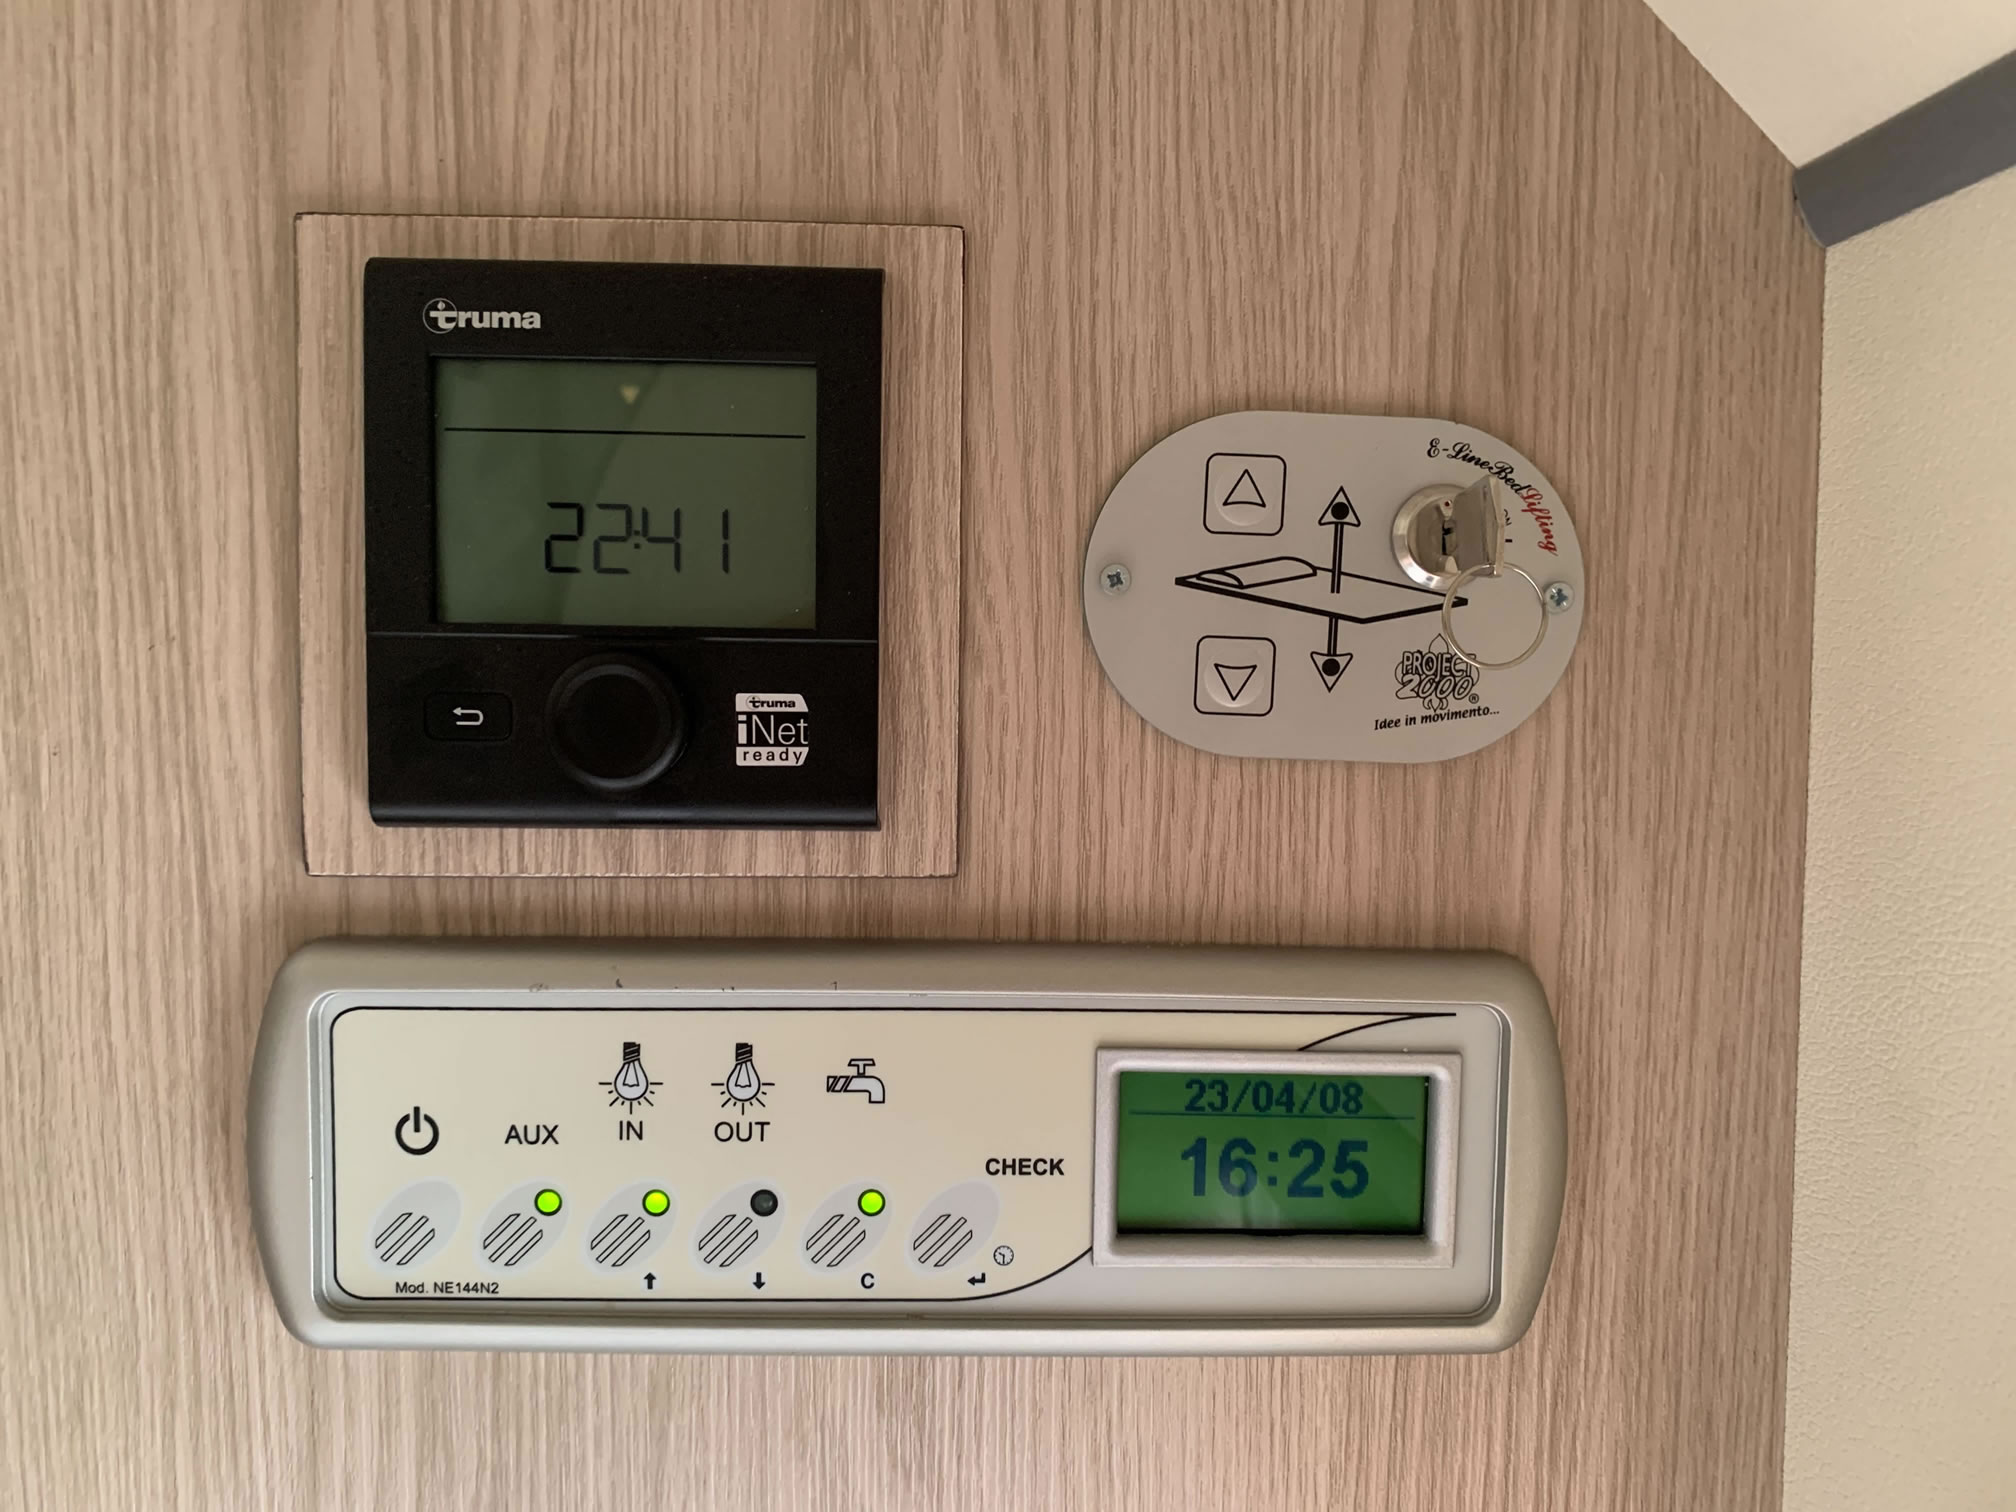 truma
22:41
truma
iNet
ready
E-Line Bed Lifting
ON
PROJECT
2000®
Idee in movimento...
AUX
IN
OUT
CHECK
C
Mod. NE144N2
23/04/08
16:25